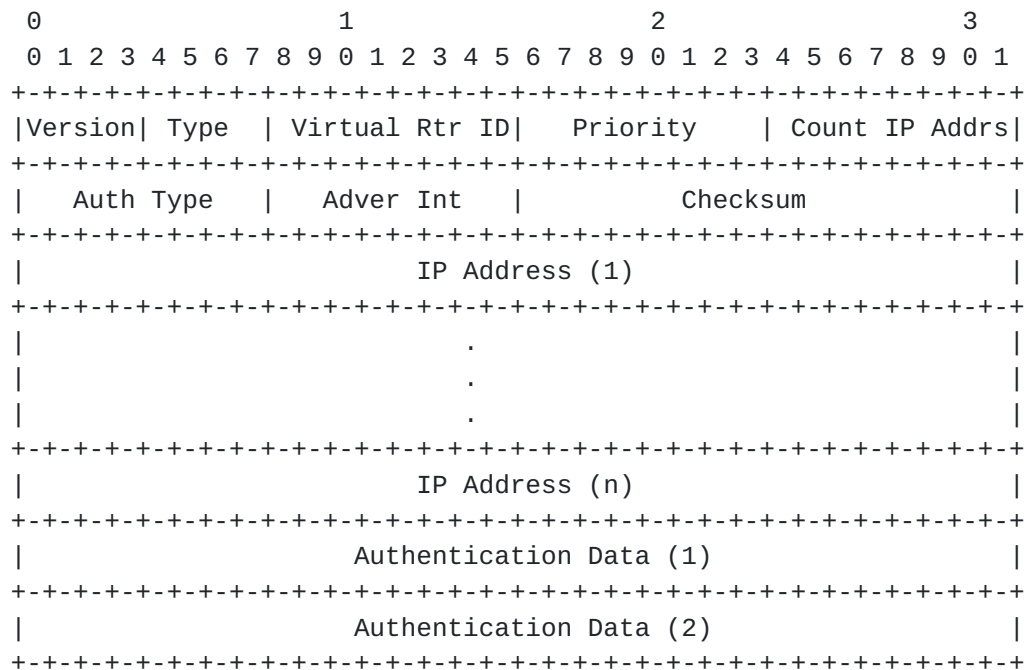 0                   1                   2                   3
 0 1 2 3 4 5 6 7 8 9 0 1 2 3 4 5 6 7 8 9 0 1 2 3 4 5 6 7 8 9 0 1
+-+-+-+-+-+-+-+-+-+-+-+-+-+-+-+-+-+-+-+-+-+-+-+-+-+-+-+-+-+-+-+-+
|Version| Type  | Virtual Rtr ID|   Priority    | Count IP Addrs|
+-+-+-+-+-+-+-+-+-+-+-+-+-+-+-+-+-+-+-+-+-+-+-+-+-+-+-+-+-+-+-+-+
|   Auth Type   |   Adver Int   |          Checksum             |
+-+-+-+-+-+-+-+-+-+-+-+-+-+-+-+-+-+-+-+-+-+-+-+-+-+-+-+-+-+-+-+-+
|                         IP Address (1)                        |
+-+-+-+-+-+-+-+-+-+-+-+-+-+-+-+-+-+-+-+-+-+-+-+-+-+-+-+-+-+-+-+-+
|                            .                                  |
|                            .                                  |
|                            .                                  |
+-+-+-+-+-+-+-+-+-+-+-+-+-+-+-+-+-+-+-+-+-+-+-+-+-+-+-+-+-+-+-+-+
|                         IP Address (n)                        |
+-+-+-+-+-+-+-+-+-+-+-+-+-+-+-+-+-+-+-+-+-+-+-+-+-+-+-+-+-+-+-+-+
|                     Authentication Data (1)                   |
+-+-+-+-+-+-+-+-+-+-+-+-+-+-+-+-+-+-+-+-+-+-+-+-+-+-+-+-+-+-+-+-+
|                     Authentication Data (2)                   |
+-+-+-+-+-+-+-+-+-+-+-+-+-+-+-+-+-+-+-+-+-+-+-+-+-+-+-+-+-+-+-+-+